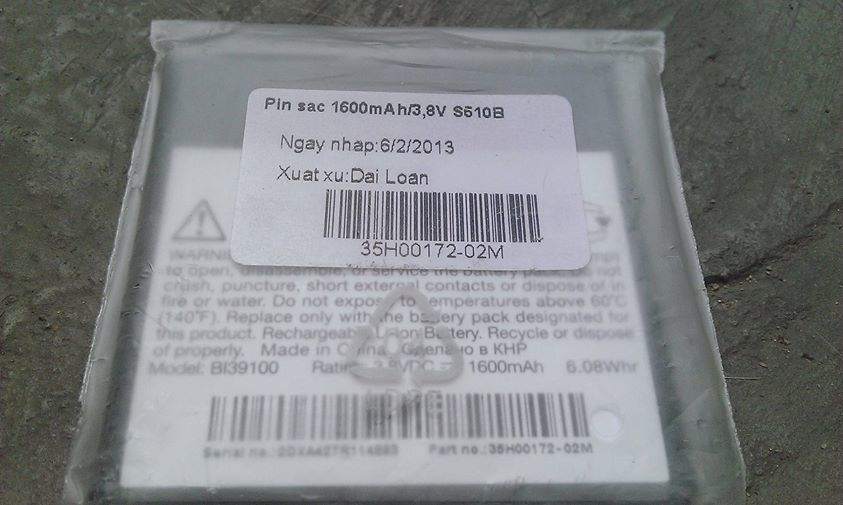 Pin sac 1600mAh/3,8V S510B
Ngay nhap:6/2/2013
Xuat xu:Dai Loan
35H00172-02M
to open, disassemble, or service the battery not
crush, puncture, short external contacts or dispose of in
fire or water. Do not expose to temperatures above 60°C
(140°F). Replace only with the battery pack designated for
this product. Rechargeable Li-ion Battery. Recycle or dispose
of properly. Made in China. Сделано в КНР
Model: BI39100 1600mAh 6.08Whr
Serial no.: Part no.: 35H00172-02M